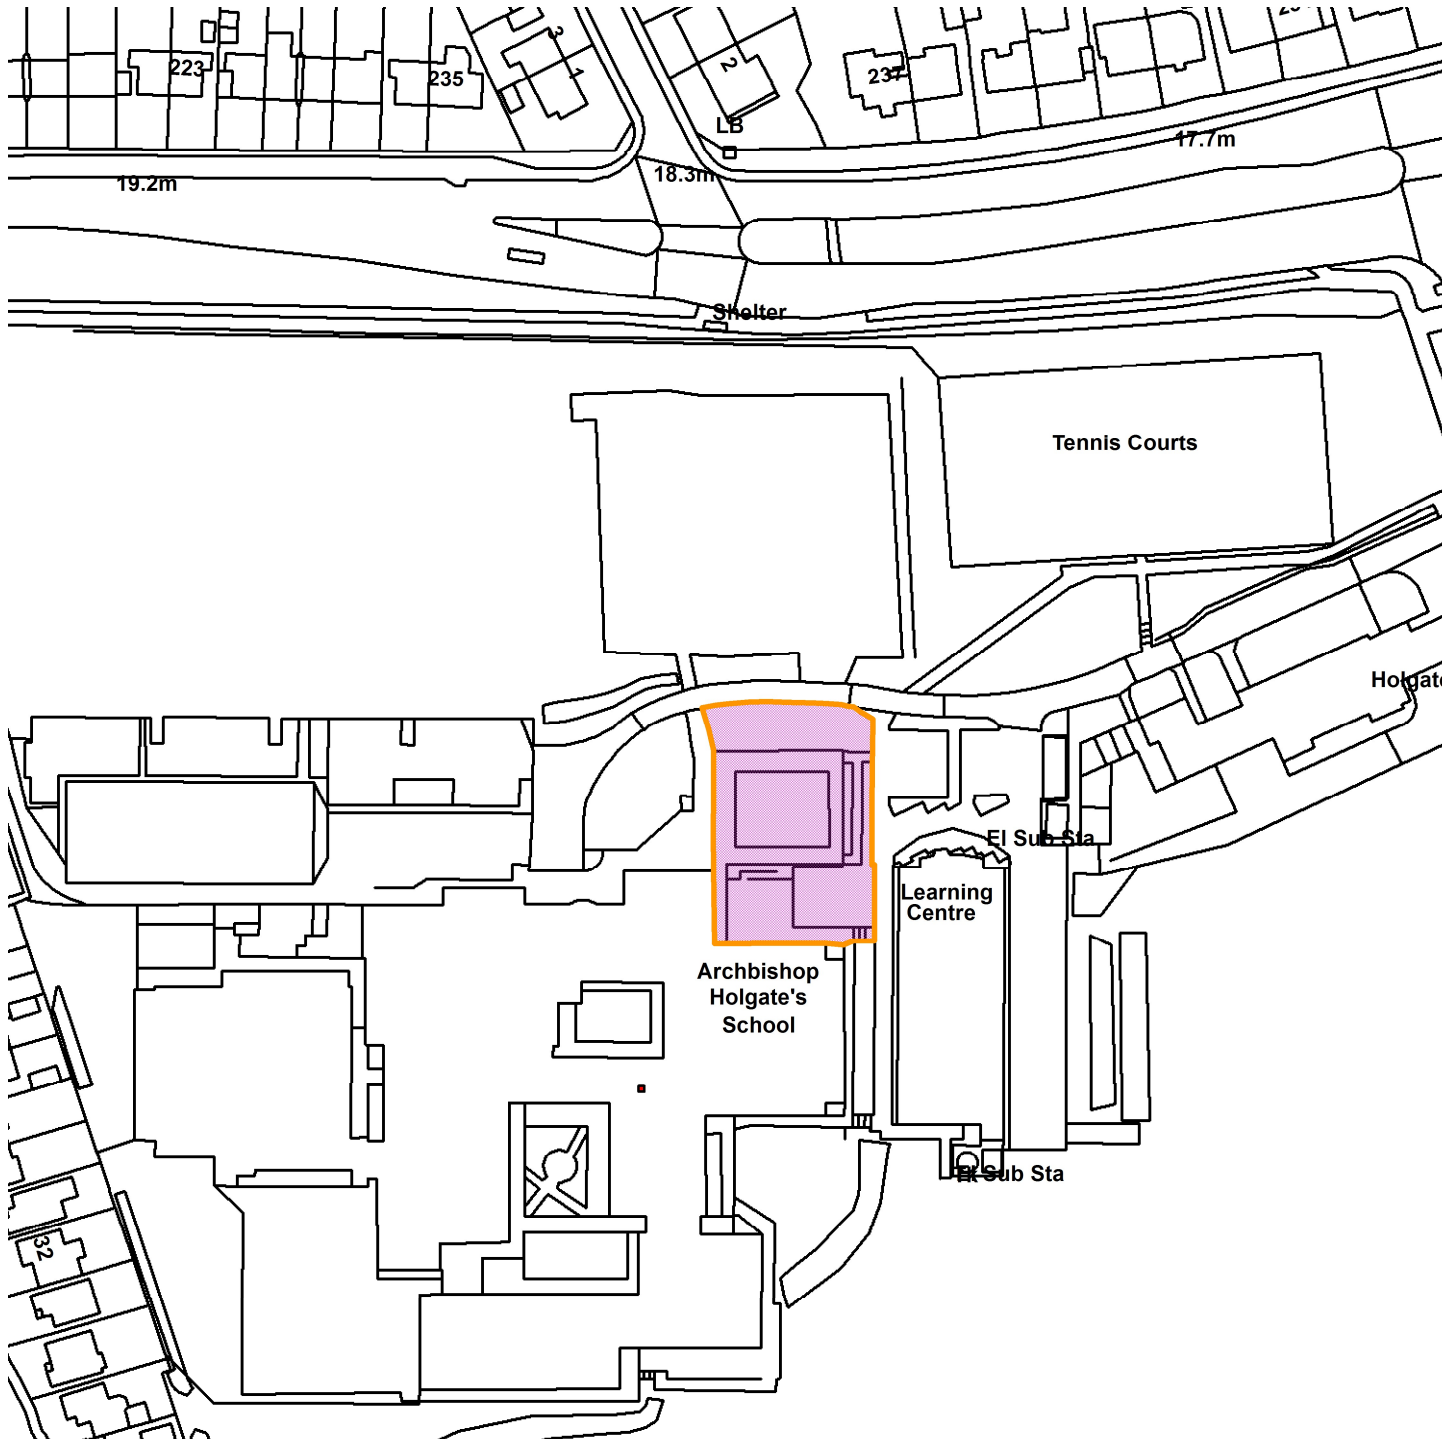 3
1
2
223
235
237
LB
17.7m
18.3m
19.2m
Shelter
Tennis Courts
Holgate
El Sub Sta
Learning
Centre
Archbishop
Holgate's
School
El Sub Sta
32